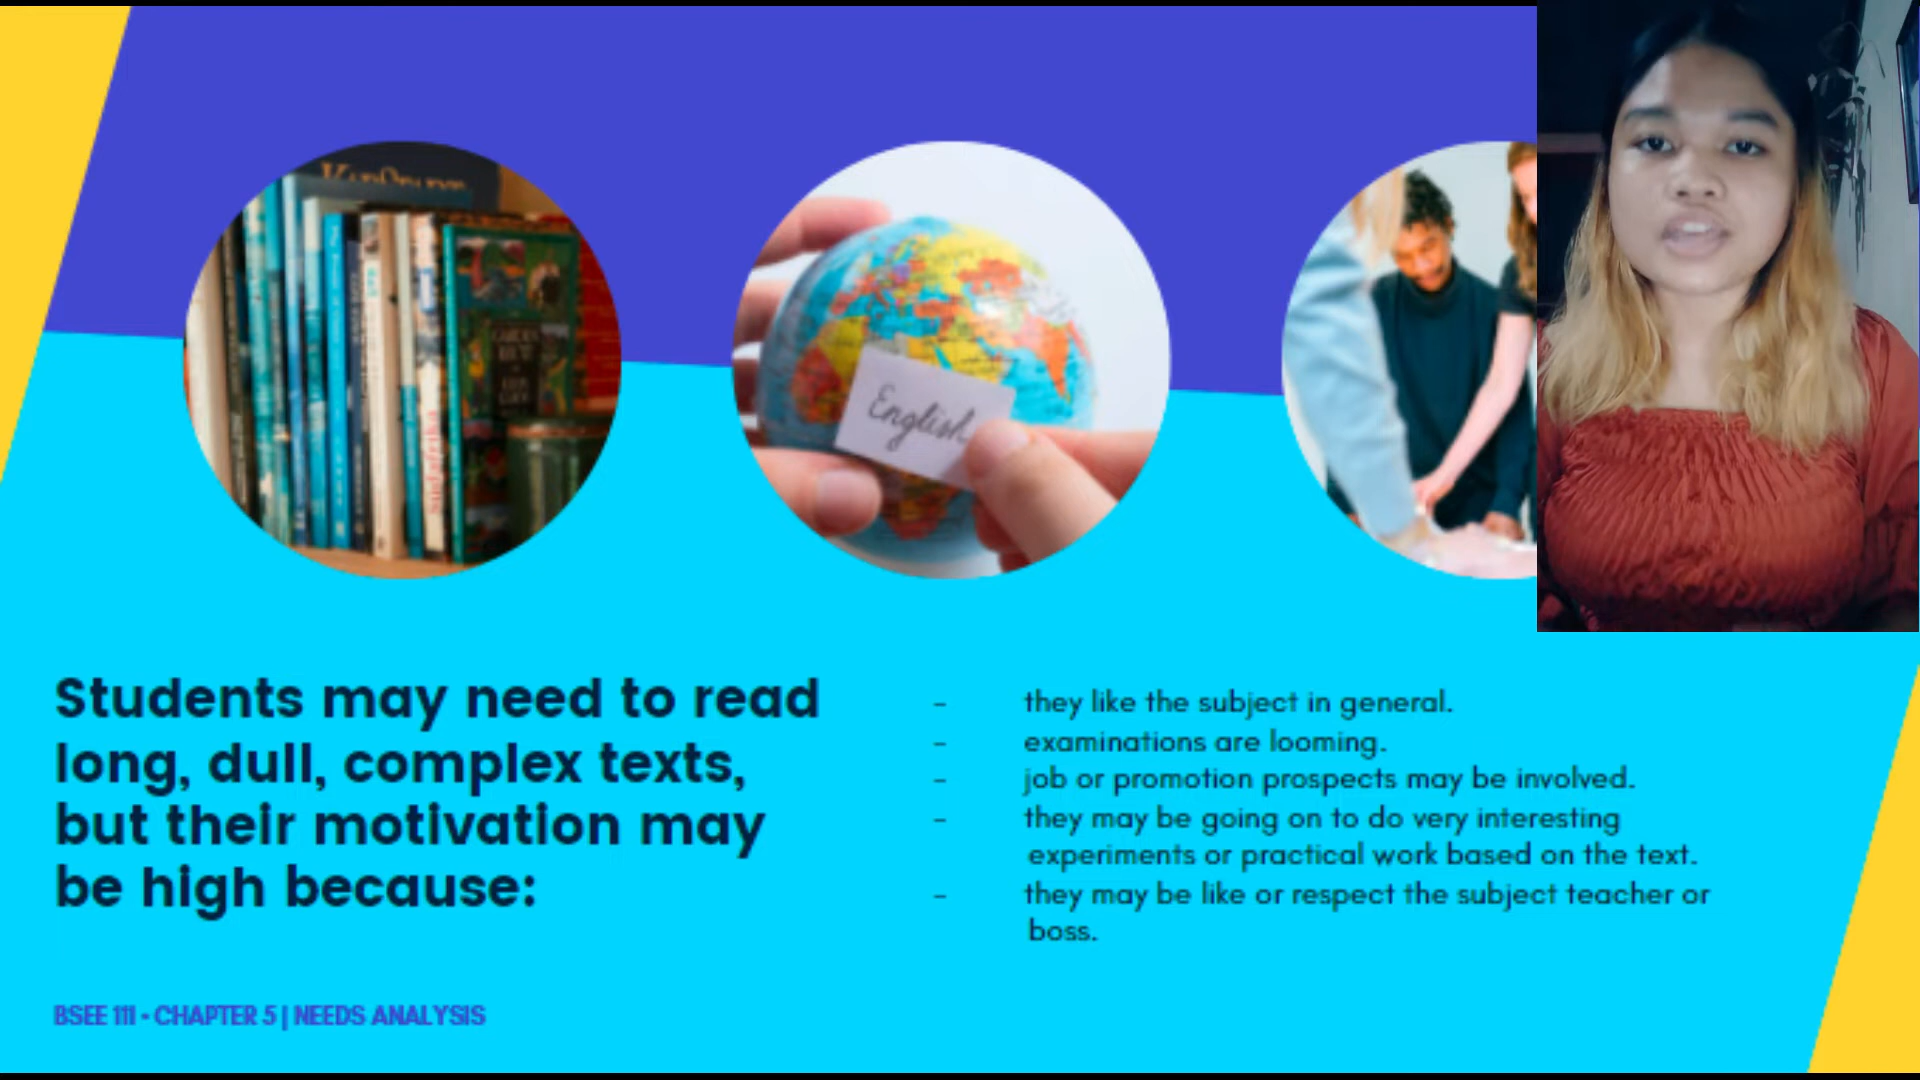 English
südafrika
Students may need to read
long, dull, complex texts,
but their motivation may
be high because:
- they like the subject in general.
- examinations are looming.
- job or promotion prospects may be involved.
- they may be going on to do very interesting
experiments or practical work based on the text.
- they may be like or respect the subject teacher or
boss.
BSEE 111 - CHAPTER 5 | NEEDS ANALYSIS